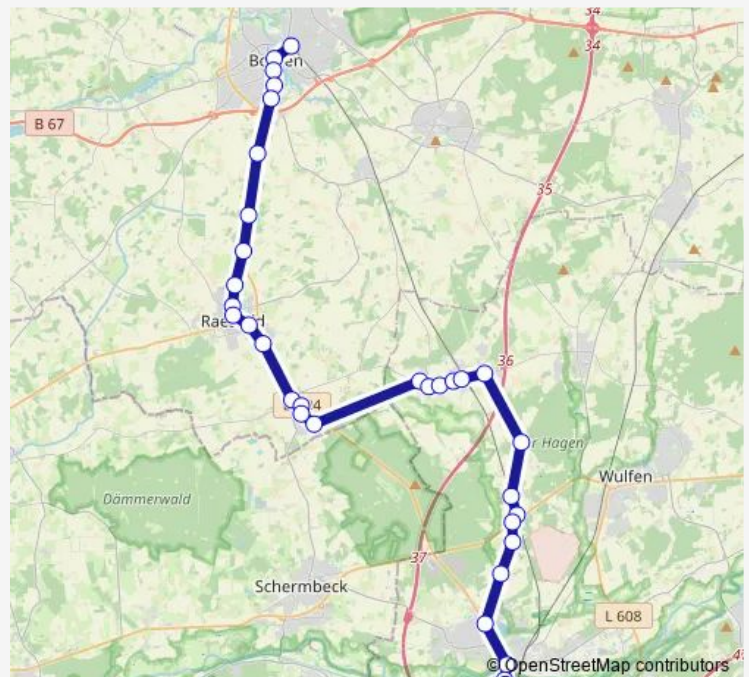 34
34
B 67
35
36
Dämmerwald
Wulfen
37
Schermbeck
L 608
© OpenStreetMap contributors